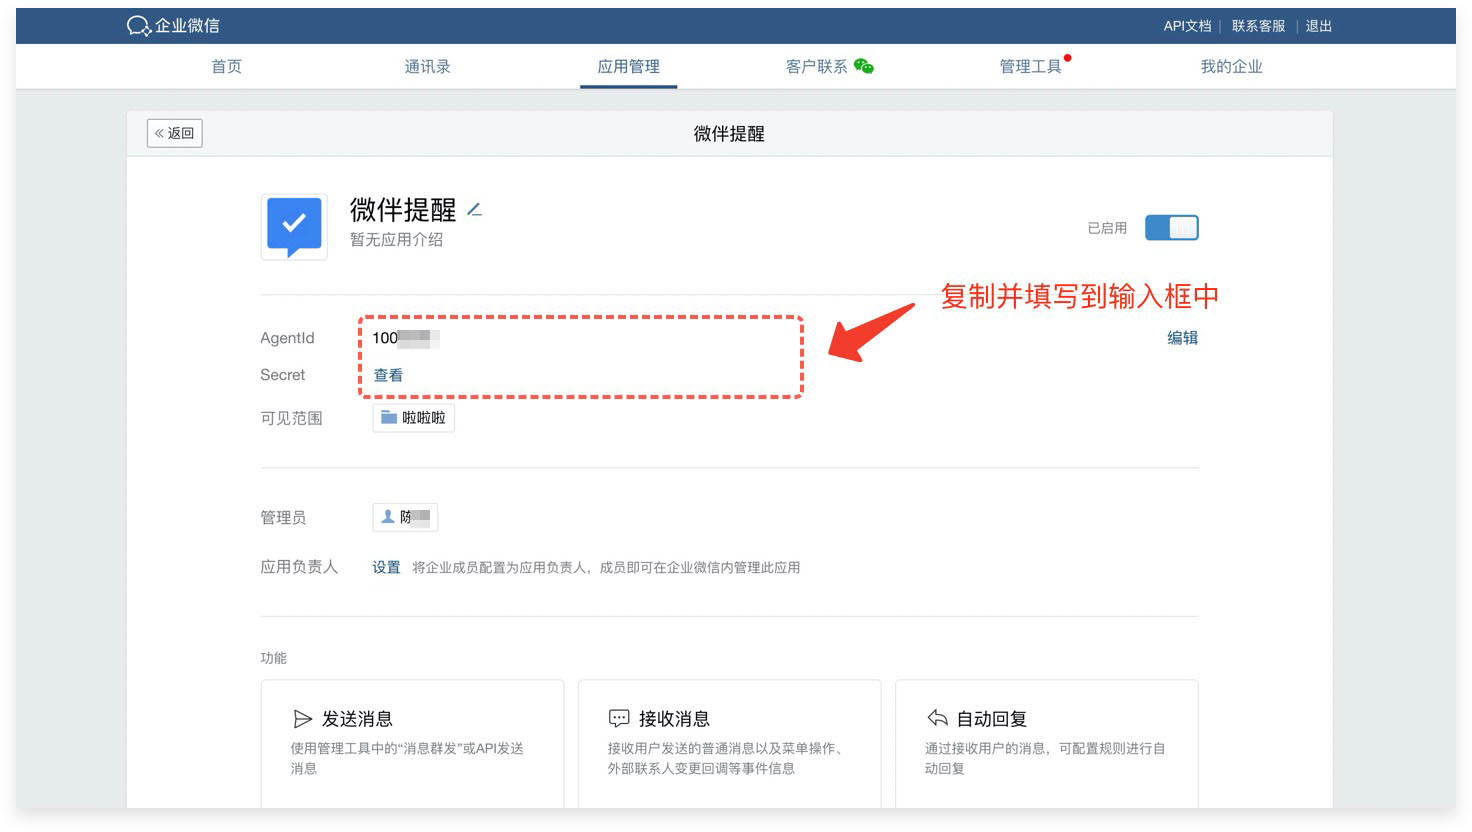 企业微信
API文档 | 联系客服 | 退出
首页 通讯录 应用管理 客户联系 管理工具 我的企业
« 返回
微伴提醒
微伴提醒
暂无应用介绍
已启用
复制并填写到输入框中
AgentId 100
编辑
Secret 查看
可见范围 啦啦啦
管理员 陈
应用负责人 设置 将企业成员配置为应用负责人，成员即可在企业微信内管理此应用
功能
发送消息
使用管理工具中的“消息群发”或API发送
消息
接收消息
接收用户发送的普通消息以及菜单操作、
外部联系人变更回调等事件信息
自动回复
通过接收用户的消息，可配置规则进行自
动回复